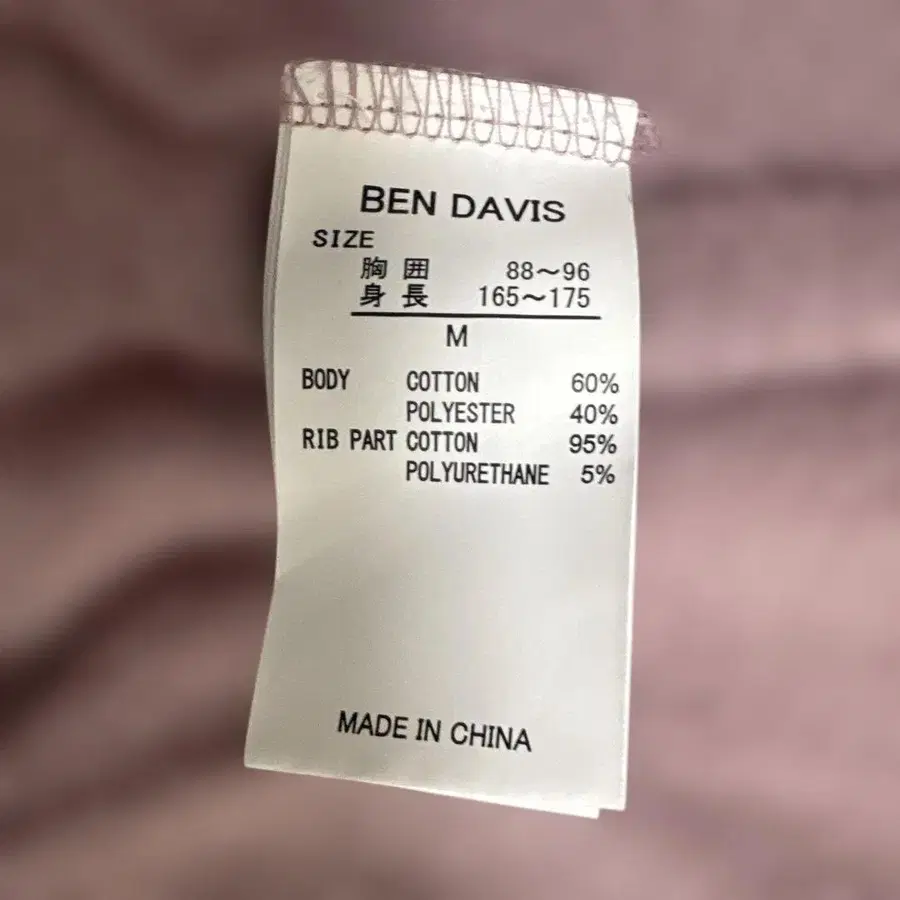 BEN DAVIS
SIZE
胸囲 88～96
身長 165～175
M
BODY COTTON 60%
POLYESTER 40%
RIB PART COTTON 95%
POLYURETHANE 5%
MADE IN CHINA